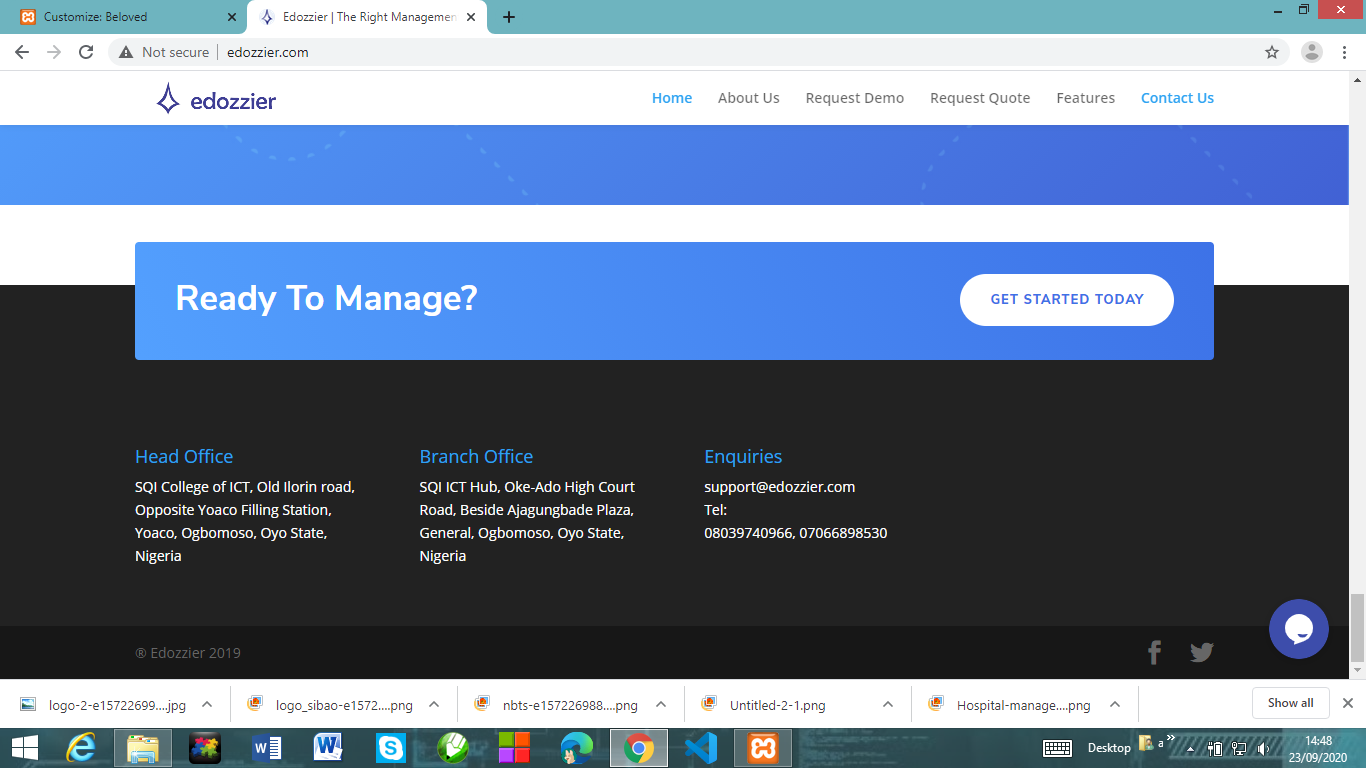 Customize: Beloved
Edozzier | The Right Managemen
Not secure
edozzier.com
edozzier
Home
About Us
Request Demo
Request Quote
Features
Contact Us
Ready To Manage?
GET STARTED TODAY
Head Office
SQI College of ICT, Old Ilorin road,
Opposite Yoaco Filling Station,
Yoaco, Ogbomoso, Oyo State,
Nigeria
Branch Office
SQI ICT Hub, Oke-Ado High Court
Road, Beside Ajagungbade Plaza,
General, Ogbomoso, Oyo State,
Nigeria
Enquiries
support@edozzier.com
Tel:
08039740966, 07066898530
® Edozzier 2019
logo-2-e15722699....jpg
logo_sibao-e1572....png
nbts-e157226988....png
Untitled-2-1.png
Hospital-manage....png
Show all
Desktop
a
14:48
23/09/2020